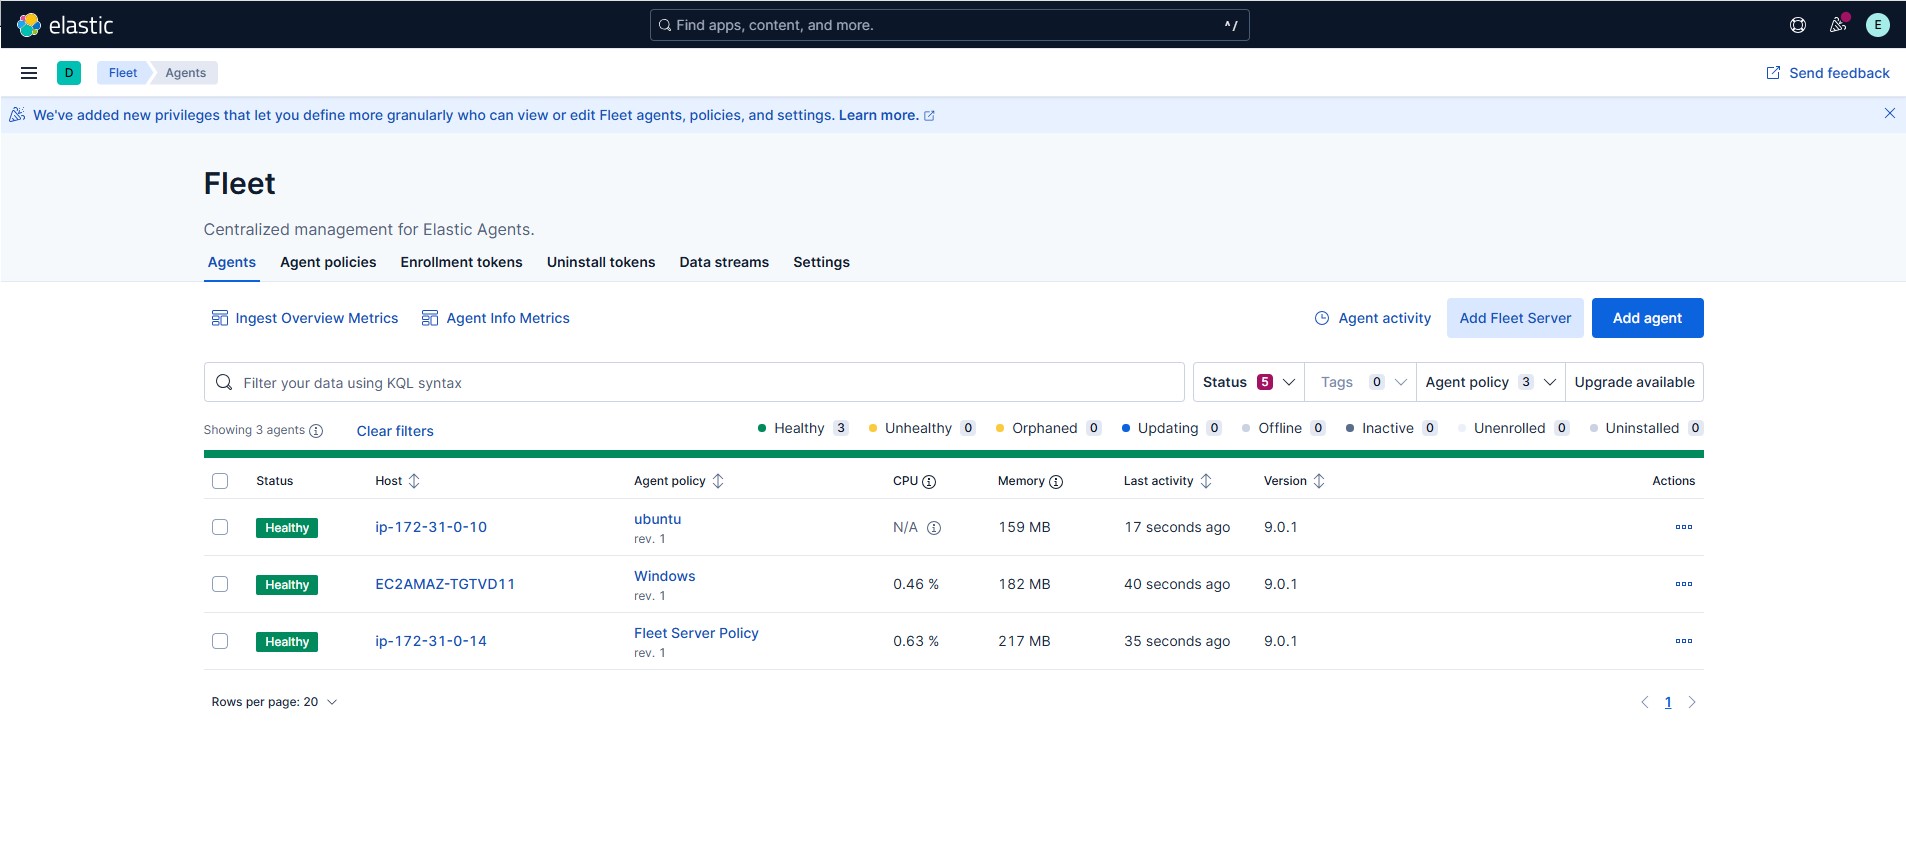 elastic
Find apps, content, and more.
^/
E
D
Fleet
Agents
Send feedback
We've added new privileges that let you define more granularly who can view or edit Fleet agents, policies, and settings. Learn more.
Fleet
Centralized management for Elastic Agents.
Agents Agent policies Enrollment tokens Uninstall tokens Data streams Settings
Ingest Overview Metrics Agent Info Metrics Agent activity Add Fleet Server Add agent
Filter your data using KQL syntax Status 5 Tags 0 Agent policy 3 Upgrade available
Showing 3 agents Clear filters Healthy 3 Unhealthy 0 Orphaned 0 Updating 0 Offline 0 Inactive 0 Unenrolled 0 Uninstalled 0
Status Host Agent policy CPU Memory Last activity Version Actions
Healthy ip-172-31-0-10 ubuntu rev. 1 N/A 159 MB 17 seconds ago 9.0.1
Healthy EC2AMAZ-TGTVD11 Windows rev. 1 0.46 % 182 MB 40 seconds ago 9.0.1
Healthy ip-172-31-0-14 Fleet Server Policy rev. 1 0.63 % 217 MB 35 seconds ago 9.0.1
Rows per page: 20 1